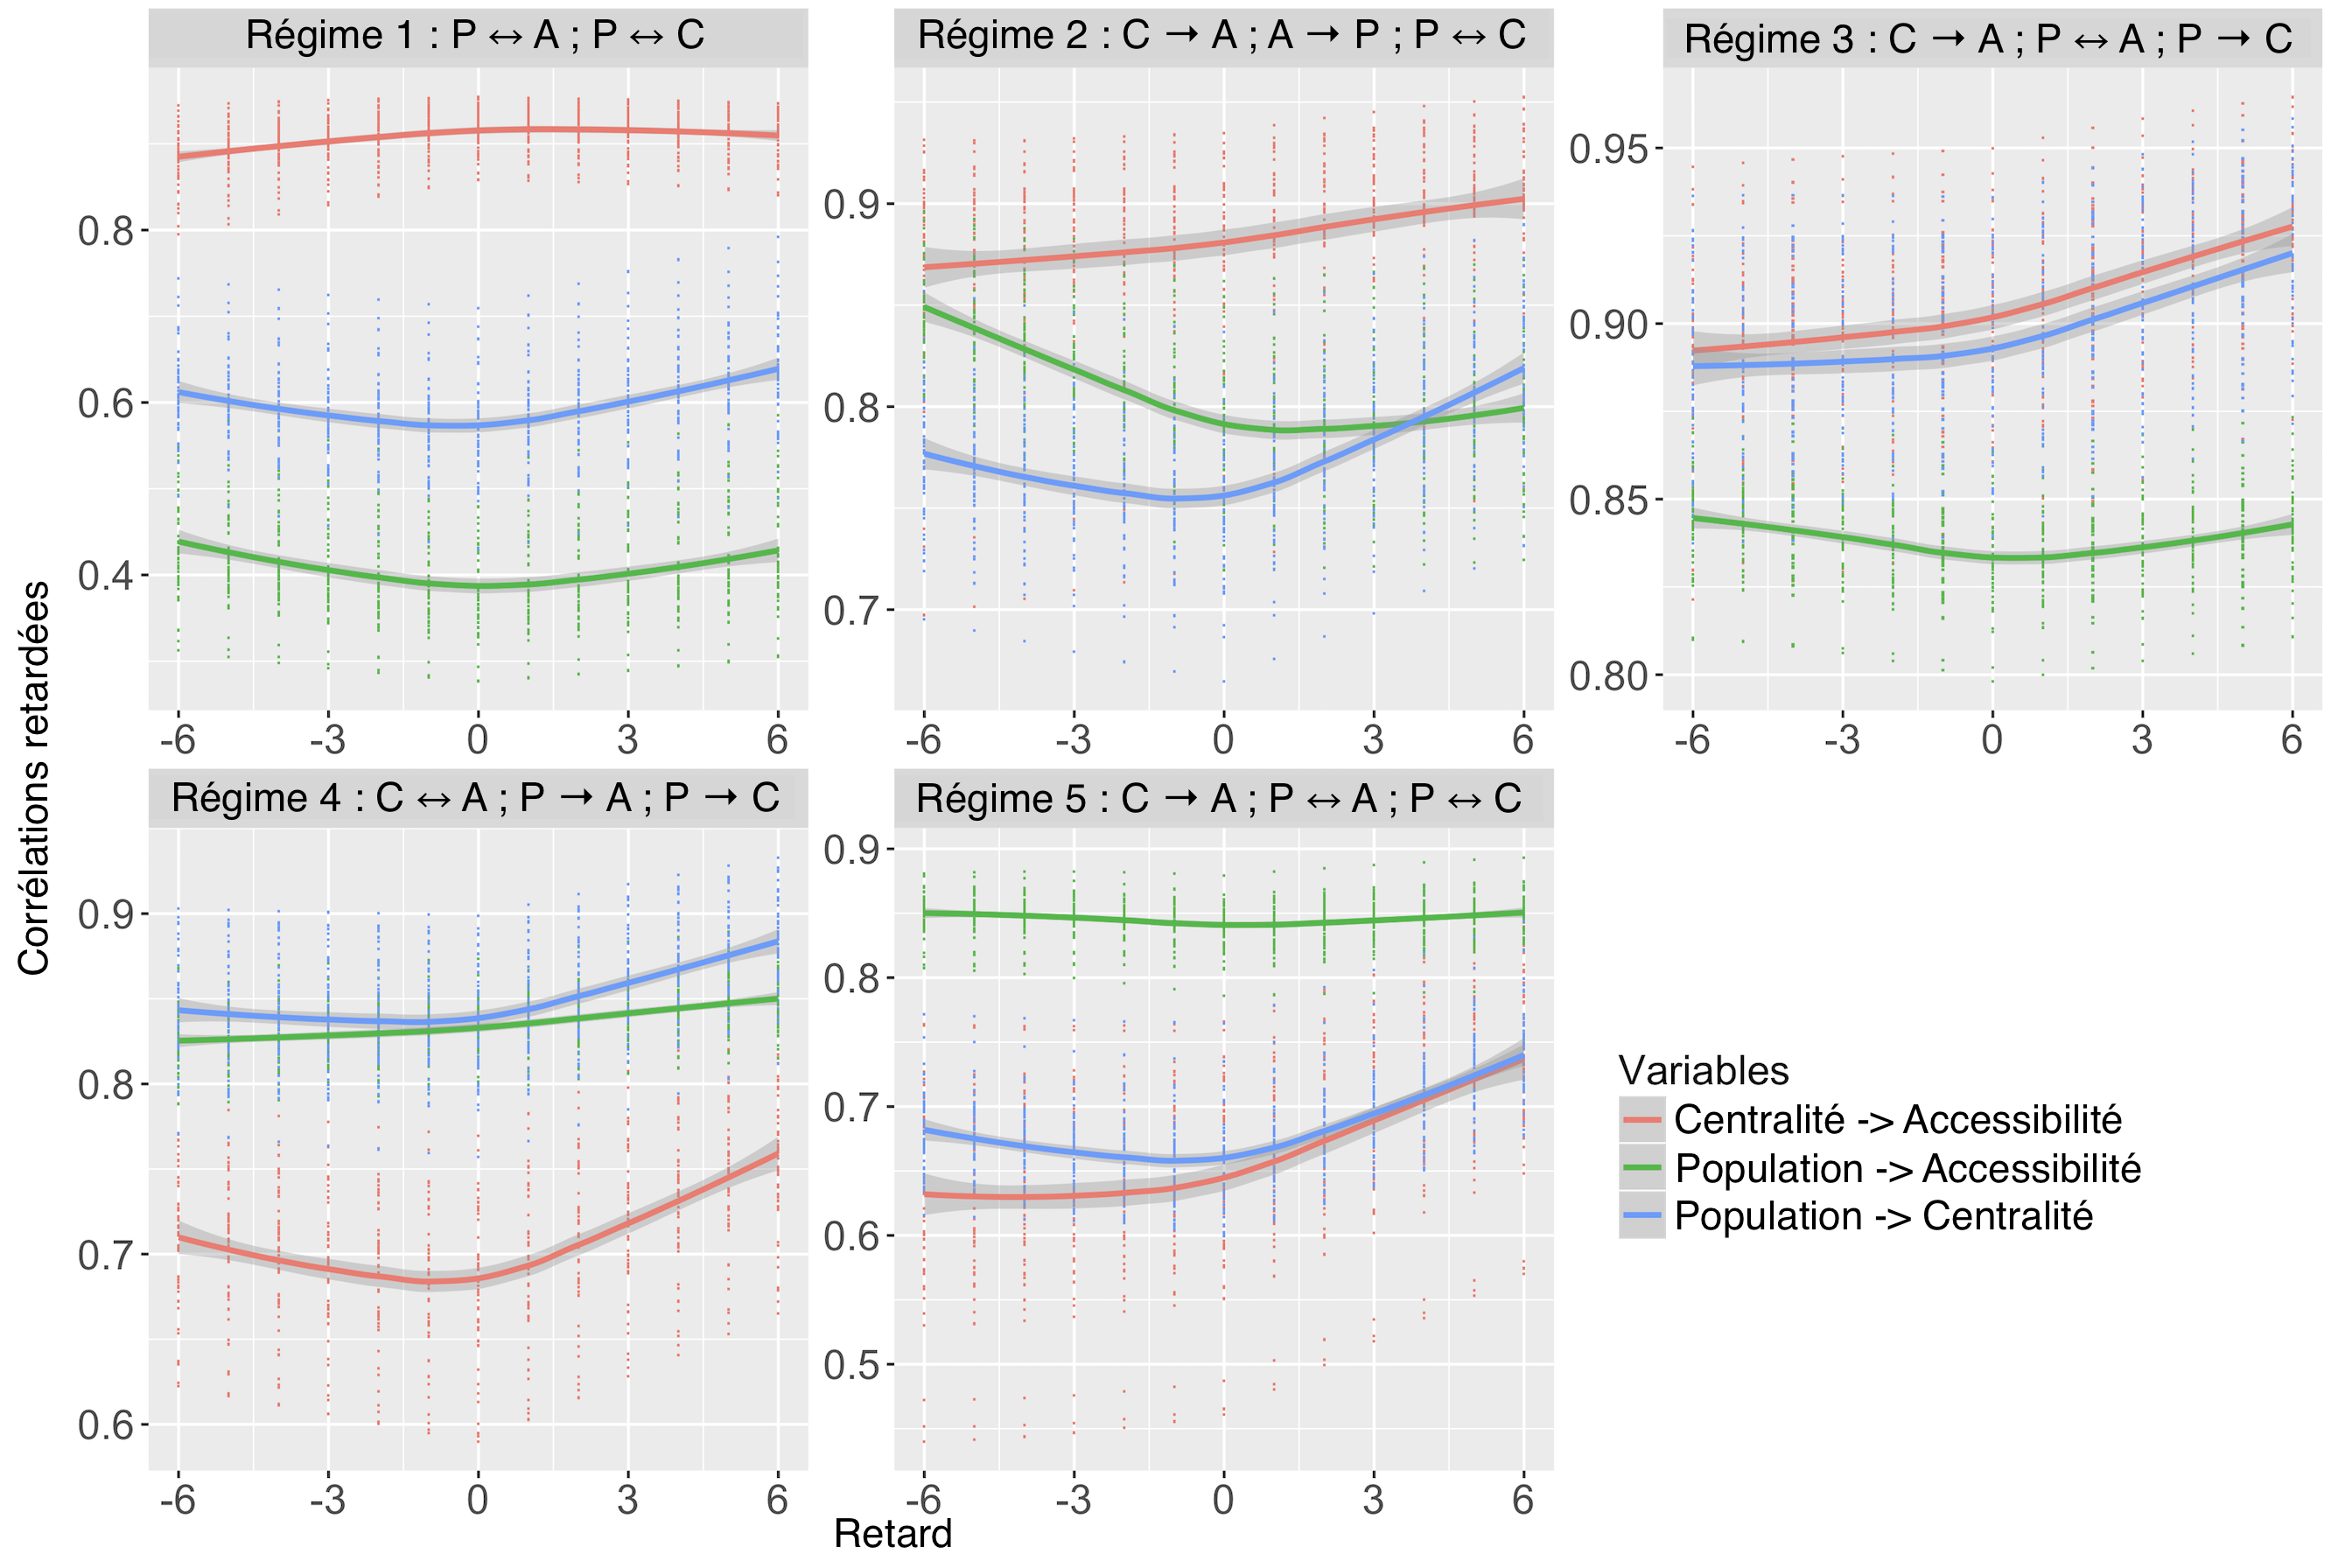 Régime 1 : P ↔ A ; P ↔ C
Régime 2 : C → A ; A → P ; P ↔ C
Régime 3 : C → A ; P ↔ A ; P → C
0.8
0.6
0.4
0.9
0.8
0.7
0.95
0.90
0.85
0.80
-6 -3 0 3 6
-6 -3 0 3 6
-6 -3 0 3 6
Corrélations retardées
Régime 4 : C ↔ A ; P → A ; P → C
Régime 5 : C → A ; P ↔ A ; P ↔ C
0.9
0.8
0.7
0.6
0.9
0.8
0.7
0.6
0.5
-6 -3 0 3 6
-6 -3 0 3 6
Retard
Variables
Centralité -> Accessibilité
Population -> Accessibilité
Population -> Centralité